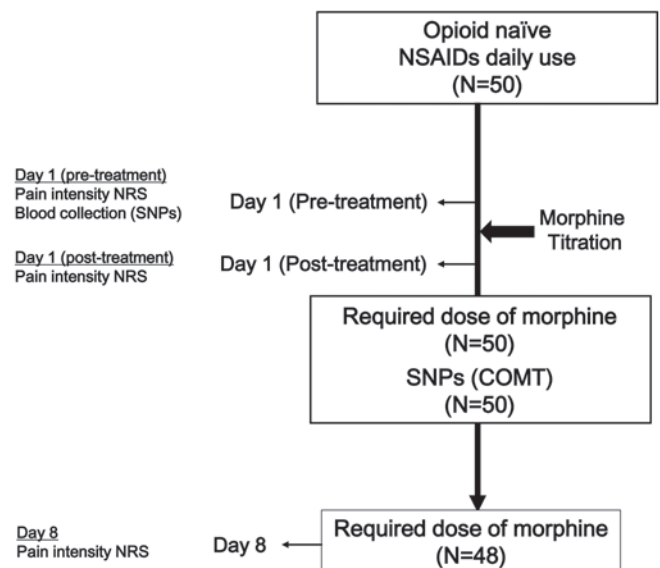 Opioid naïve
NSAIDs daily use
(N=50)
Day 1 (pre-treatment)
Pain intensity NRS
Blood collection (SNPs)
Day 1 (Pre-treatment)
Morphine
Titration
Day 1 (post-treatment)
Pain intensity NRS
Day 1 (Post-treatment)
Required dose of morphine
(N=50)
SNPs (COMT)
(N=50)
Day 8
Pain intensity NRS
Day 8
Required dose of morphine
(N=48)